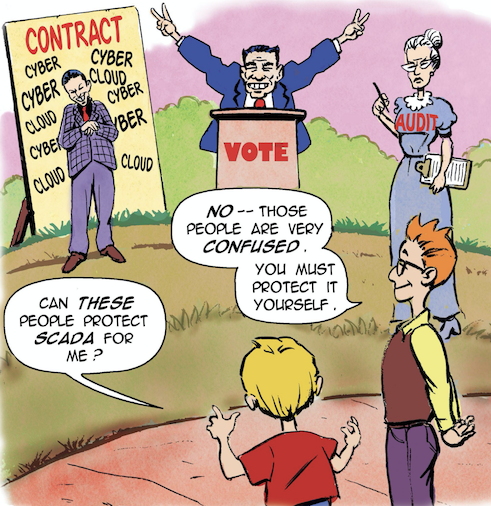 CONTRACT
CYBER
CYBER
CYBER
CLOUD
CYBER
CLOUD
CYBER
CYBER
CLOUD
CLOUD
VOTE
AUDIT
NO -- THOSE
PEOPLE ARE VERY
CONFUSED.
YOU MUST
PROTECT IT
YOURSELF.
CAN THESE
PEOPLE PROTECT
SCADA FOR
ME?